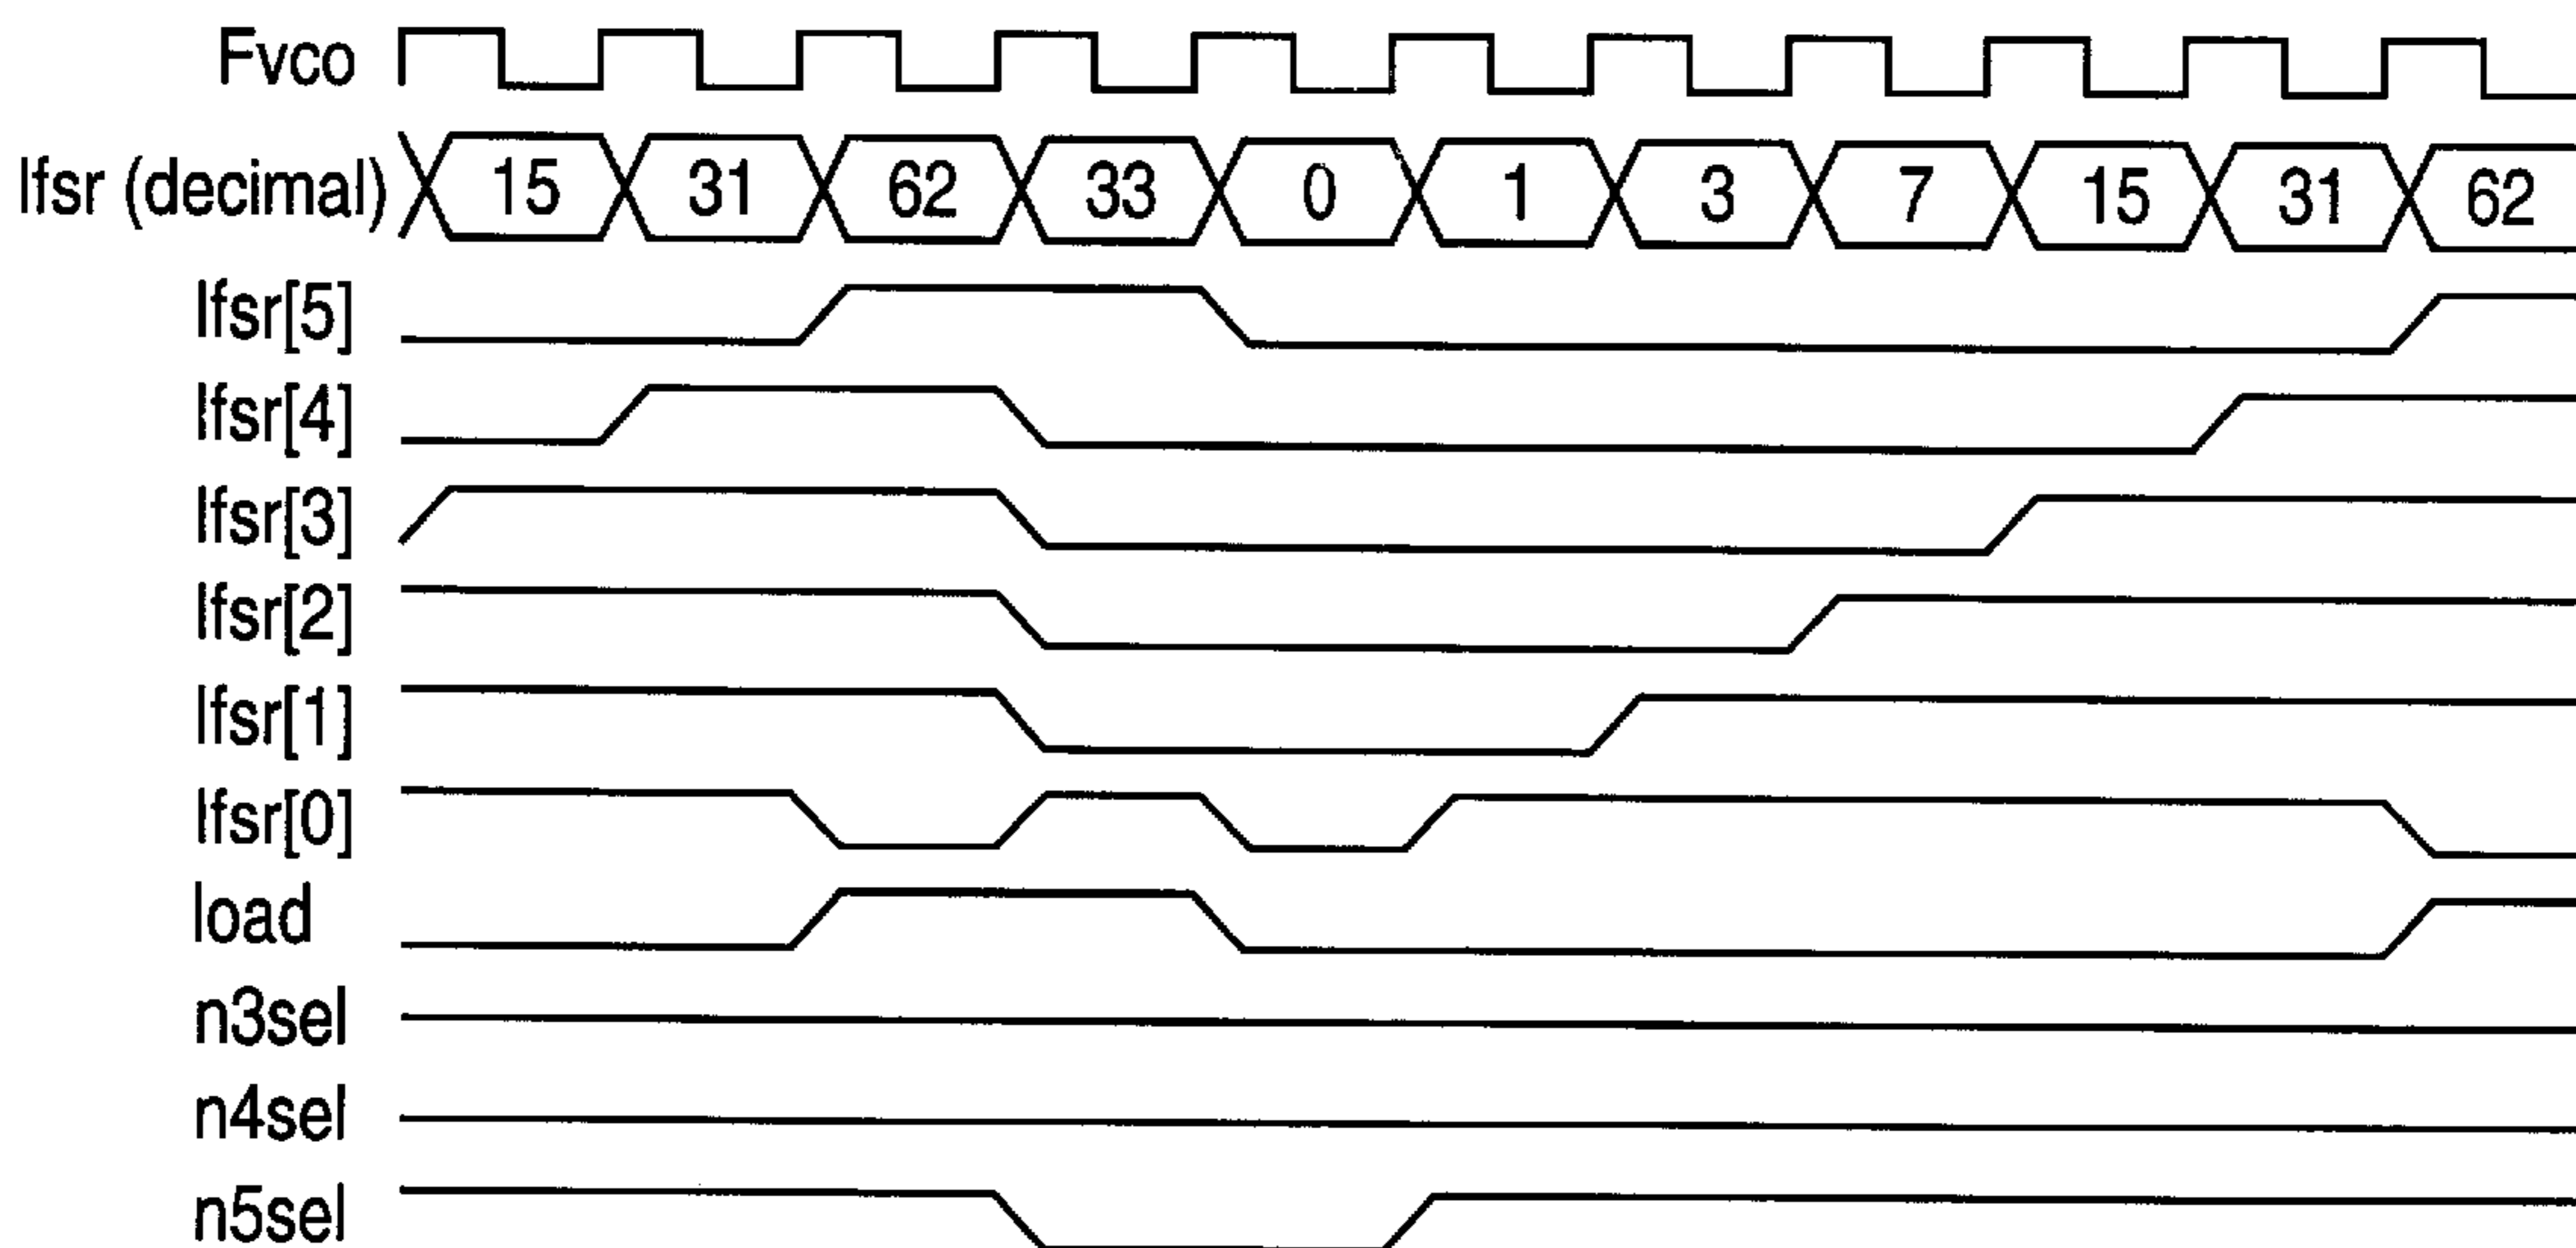 Fvco
lfsr (decimal) 15 31 62 33 0 1 3 7 15 31 62
lfsr[5]
lfsr[4]
lfsr[3]
lfsr[2]
lfsr[1]
lfsr[0]
load
n3sel
n4sel
n5sel